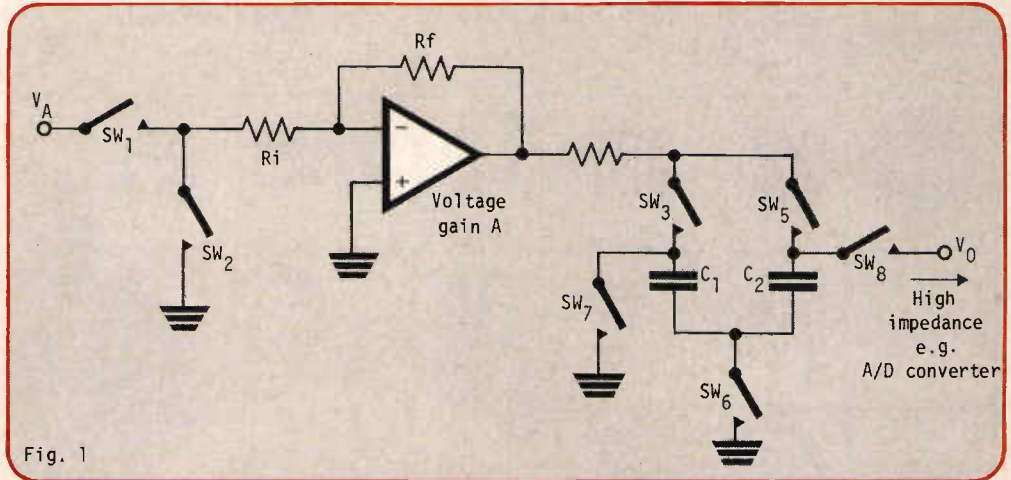 Rf
V_A
SW_1
Ri
−
+
Voltage
gain A
SW_2
SW_3
SW_5
SW_8
V_0
C_1
C_2
SW_7
High
impedance
e.g.
A/D converter
SW_6
Fig. 1